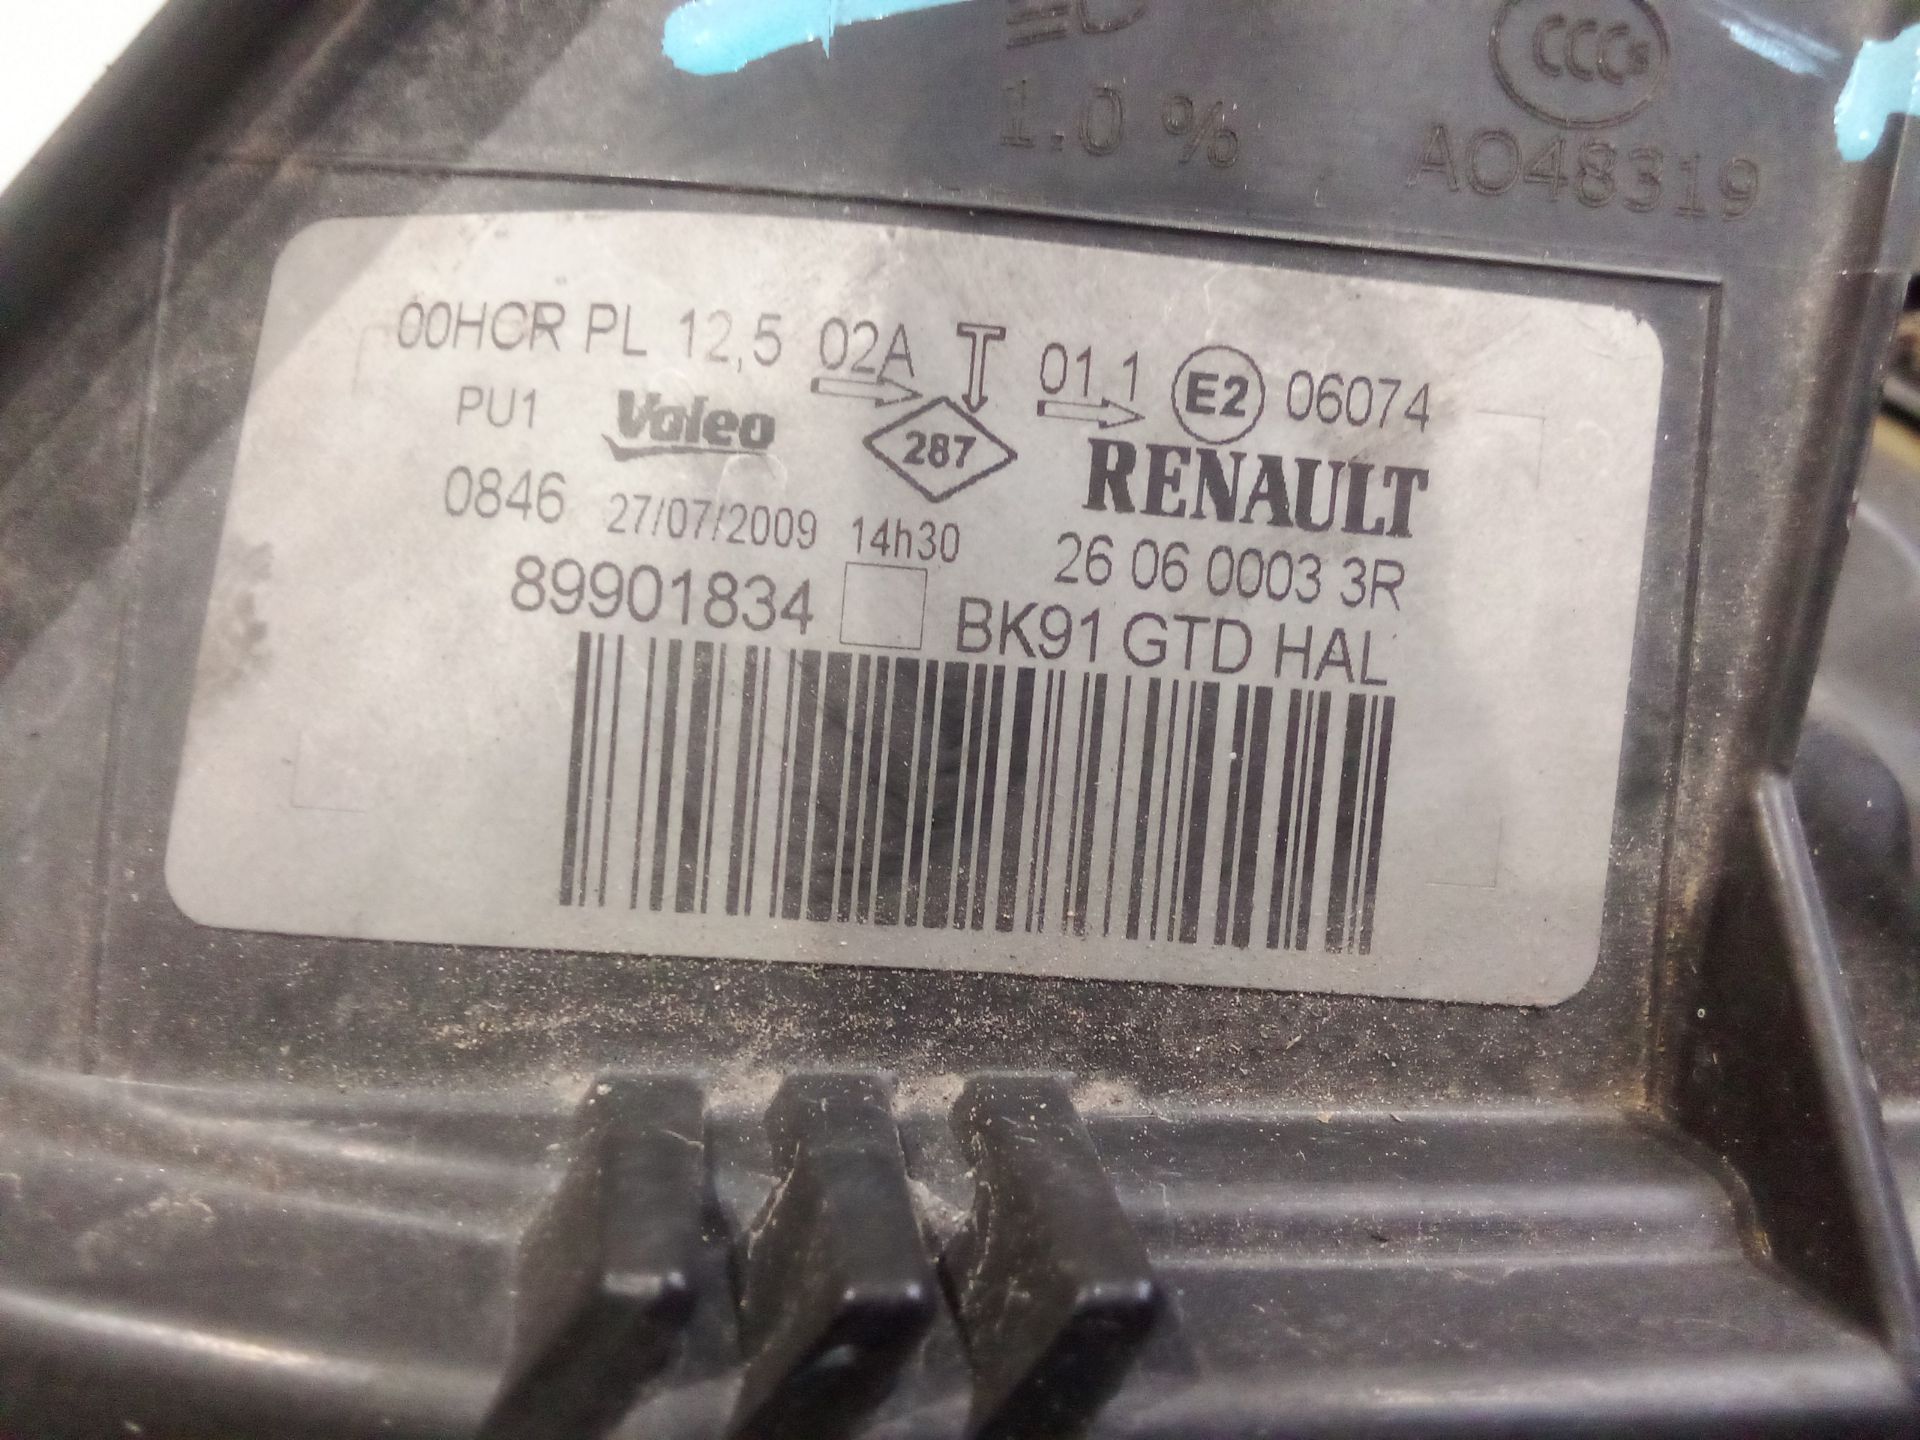 1.0 %
CCCs
A048319
00HCR PL 12,5 02A 01 1 E2 06074
PU1 Valeo 287 RENAULT
0846 27/07/2009 14h30 26 06 0003 3R
89901834 BK91 GTD HAL